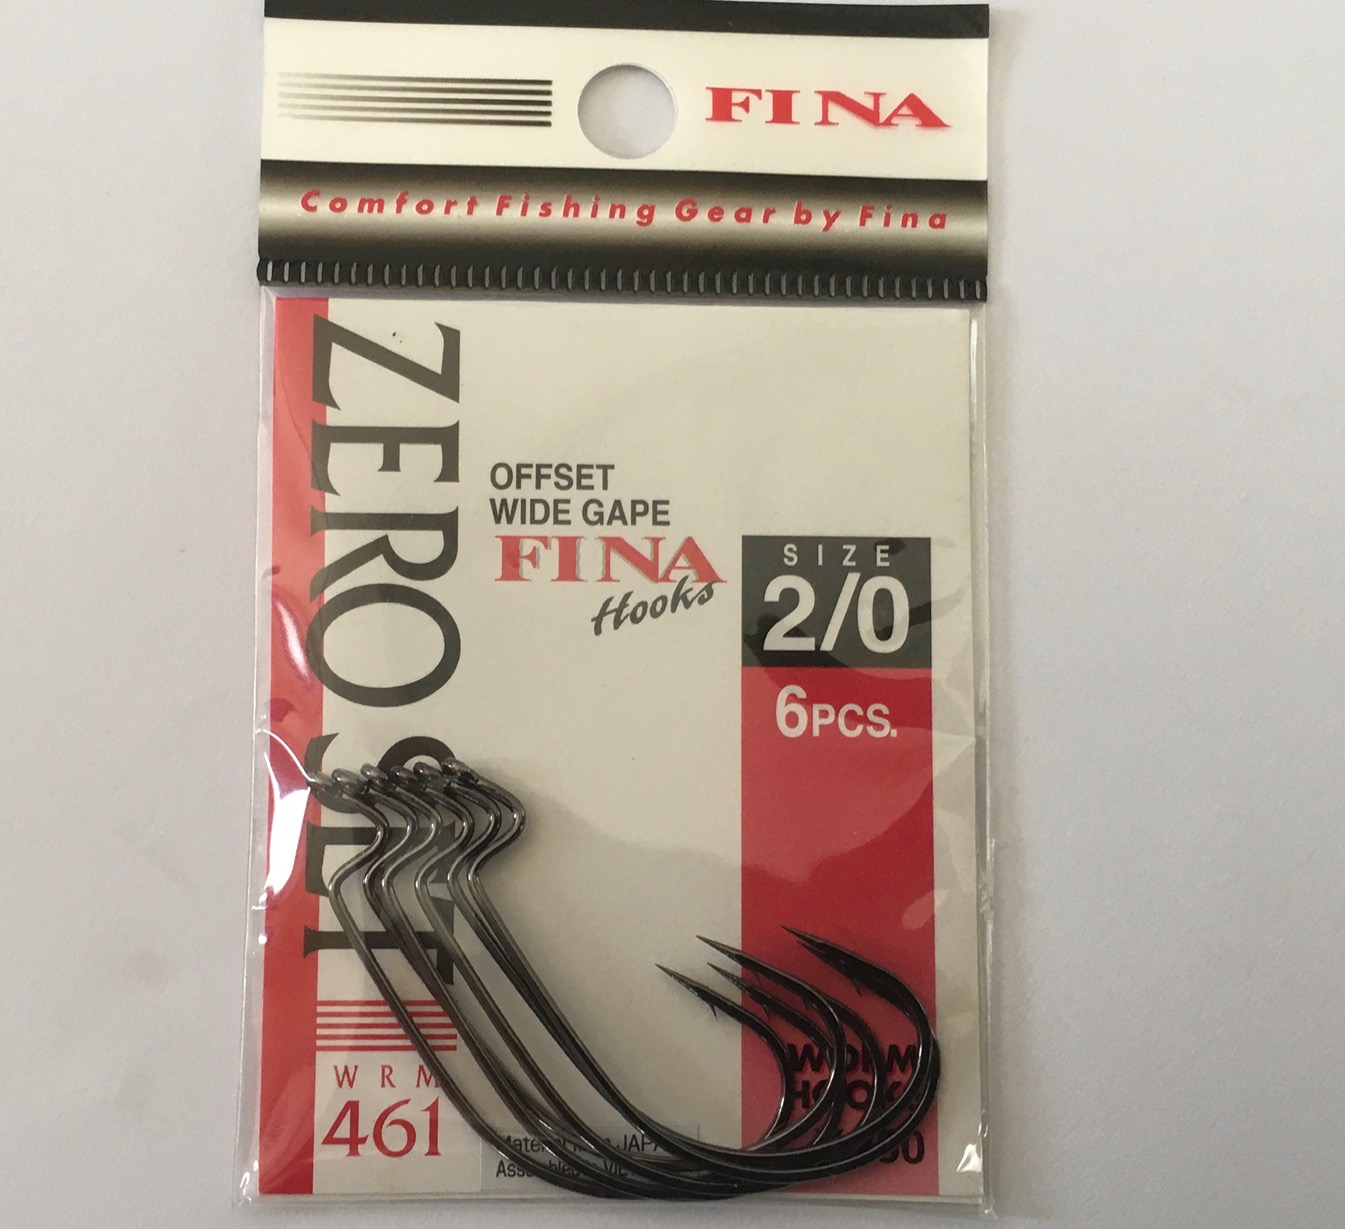 FINA
Comfort Fishing Gear by Fina
ZERO SET
OFFSET
WIDE GAPE
FINA
Hooks
SIZE
2/0
6PCS.
WRM
461
WORM